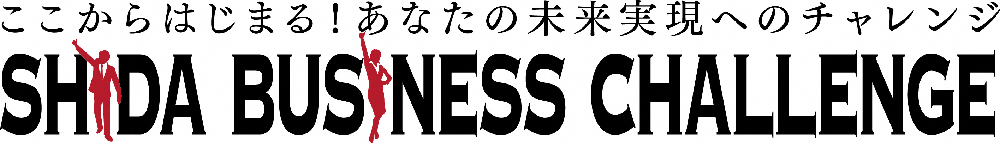 ここからはじまる！あなたの未来実現へのチャレンジ
SHIDA BUSINESS CHALLENGE